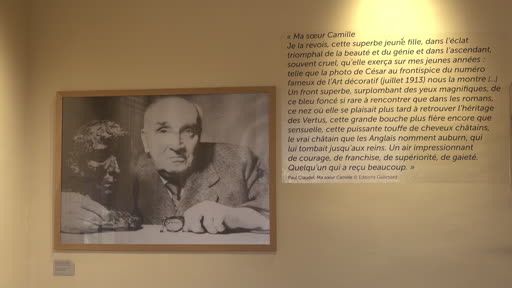 « Ma sœur Camille
Je la revois, cette superbe jeune fille, dans l'éclat
triomphal de la beauté et du génie et dans l'ascendant,
souvent cruel, qu'elle exerça sur mes jeunes années :
telle que la photo de César au frontispice du numéro
fameux de l'Art décoratif (juillet 1913) nous la montre (...)
Un front superbe, surplombant des yeux magnifiques, de
ce bleu foncé si rare à rencontrer que dans les romans,
ce nez où elle se plaisait plus tard à retrouver l'héritage
des Vertus, cette grande bouche plus fière encore que
sensuelle, cette puissante touffe de cheveux châtains,
le vrai châtain que les Anglais nomment auburn, qui
lui tombait jusqu'aux reins. Un air impressionnant
de courage, de franchise, de supériorité, de gaieté.
Quelqu'un qui a reçu beaucoup. »
Paul Claudel, Ma sœur Camille © Editions Gallimard